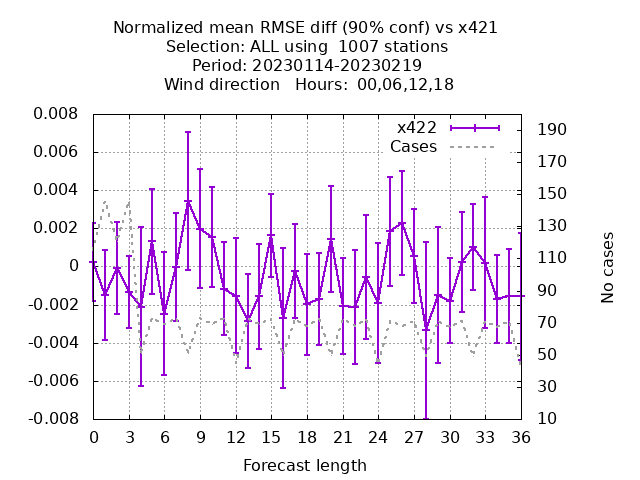 Normalized mean RMSE diff (90% conf) vs x421
Selection: ALL using  1007 stations
Period: 20230114-20230219
Wind direction   Hours:  00,06,12,18
x422
Cases
0.008
0.006
0.004
0.002
0
-0.002
-0.004
-0.006
-0.008
190
170
150
130
110
90
70
50
30
10
No cases
0 3 6 9 12 15 18 21 24 27 30 33 36
Forecast length